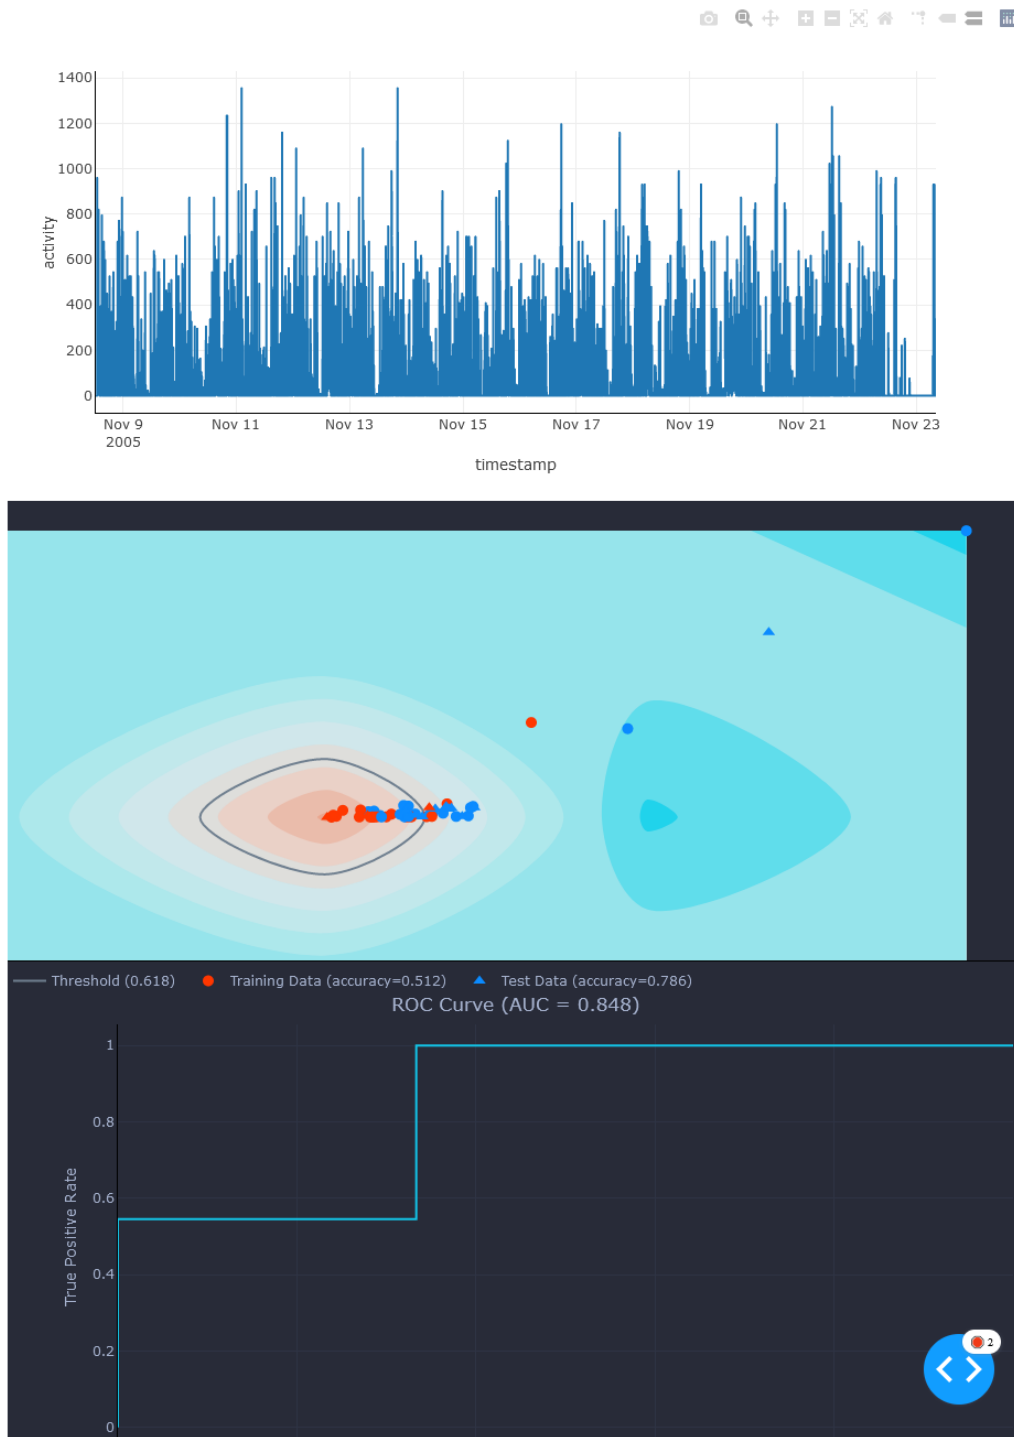 1400
1200
1000
800
600
400
200
0
activity
Nov 9 Nov 11 Nov 13 Nov 15 Nov 17 Nov 19 Nov 21 Nov 23
2005
timestamp
Threshold (0.618) Training Data (accuracy=0.512) Test Data (accuracy=0.786)
ROC Curve (AUC = 0.848)
1
0.8
0.6
0.4
0.2
0
True Positive Rate
2